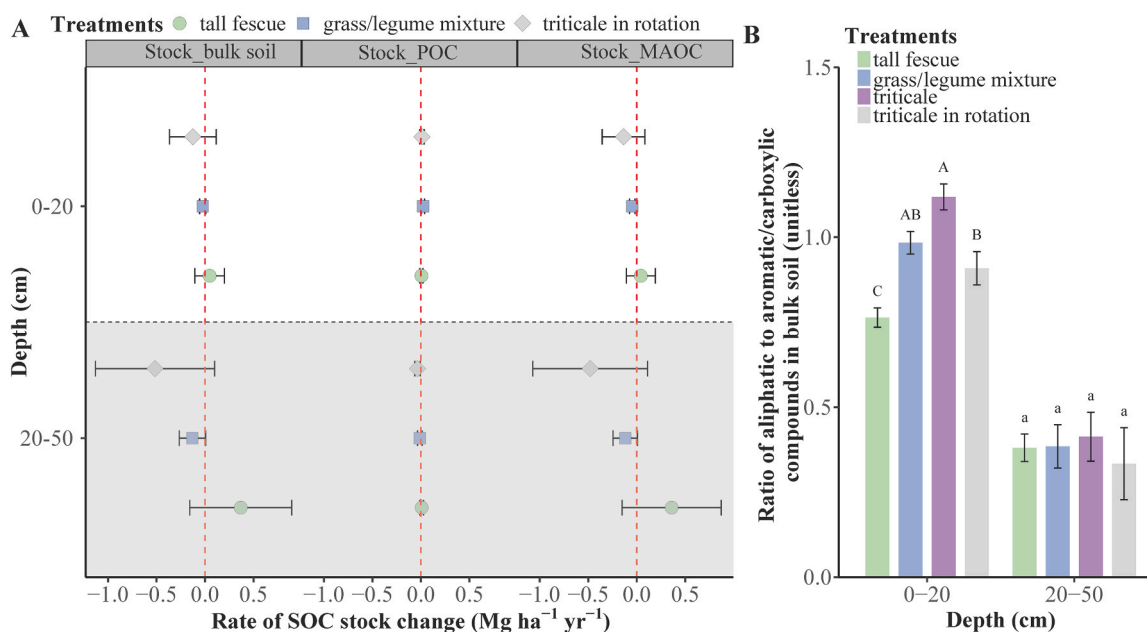 A
Treatments tall fescue grass/legume mixture triticale in rotation
Stock_bulk soil Stock_POC Stock_MAOC
Depth (cm)
0-20
20-50
−1.0 −0.5 0.0 0.5 −1.0 −0.5 0.0 0.5 −1.0 −0.5 0.0 0.5
Rate of SOC stock change (Mg ha⁻¹ yr⁻¹)
B
Treatments
tall fescue
grass/legume mixture
triticale
triticale in rotation
Ratio of aliphatic to aromatic/carboxylic
compounds in bulk soil (unitless)
1.5
1.0
0.5
0.0
C AB A B
a a a a
0−20 20−50
Depth (cm)